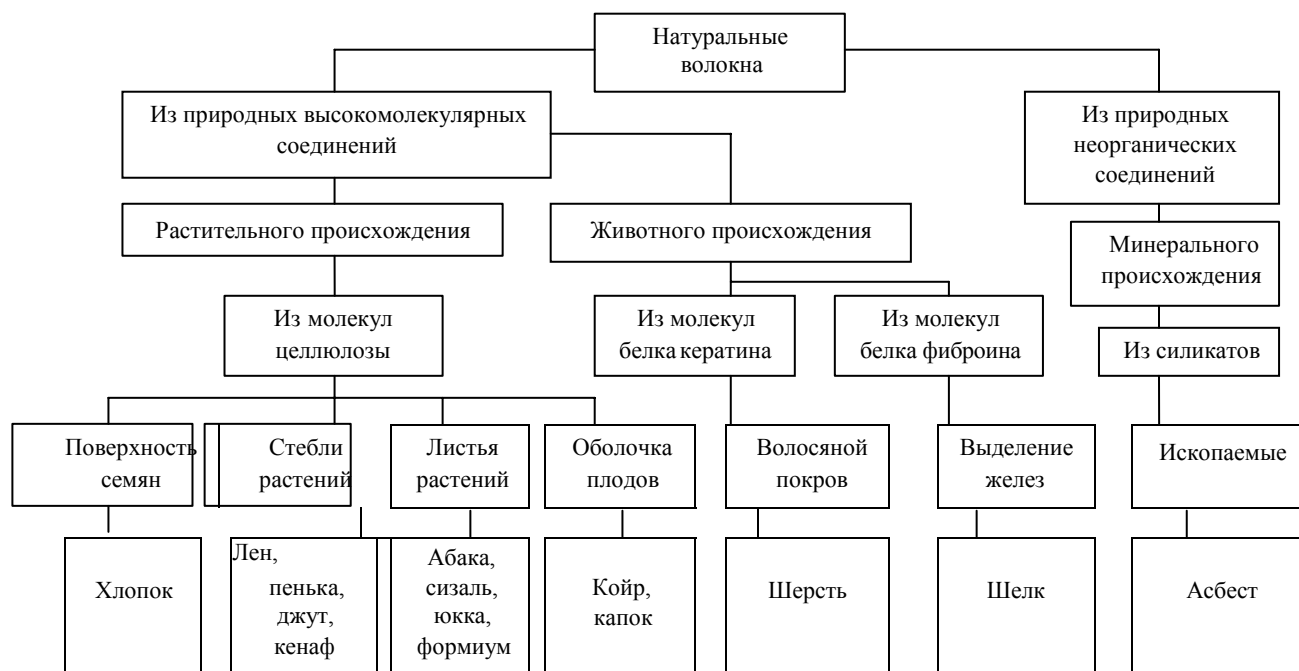 Натуральные
волокна
Из природных высокомолекулярных
соединений
Из природных
неорганических
соединений
Растительного происхождения
Животного происхождения
Минерального
происхождения
Из молекул
целлюлозы
Из молекул
белка кератина
Из молекул
белка фиброина
Из силикатов
Поверхность
семян
Стебли
растений
Листья
растений
Оболочка
плодов
Волосяной
покров
Выделение
желез
Ископаемые
Хлопок
Лен,
пенька,
джут,
кенаф
Абака,
сизаль,
юкка,
формиум
Койр,
капок
Шерсть
Шелк
Асбест